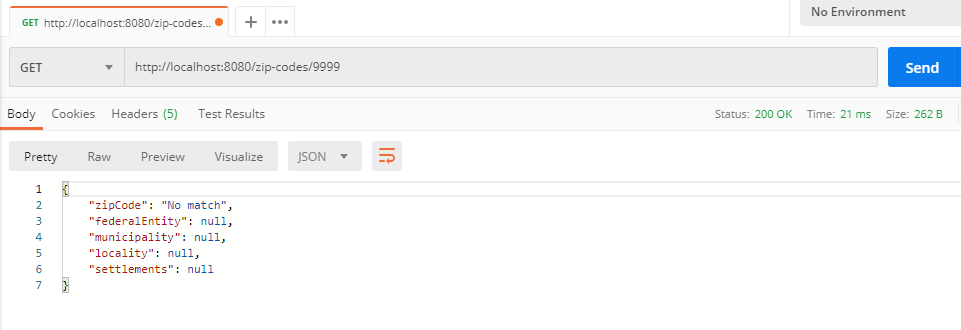 GET http://localhost:8080/zip-codes... + ••• No Environment
GET http://localhost:8080/zip-codes/9999 Send
Body Cookies Headers (5) Test Results Status: 200 OK Time: 21 ms Size: 262 B
Pretty Raw Preview Visualize JSON
1 {
2 "zipCode": "No match",
3 "federalEntity": null,
4 "municipality": null,
5 "locality": null,
6 "settlements": null
7 }